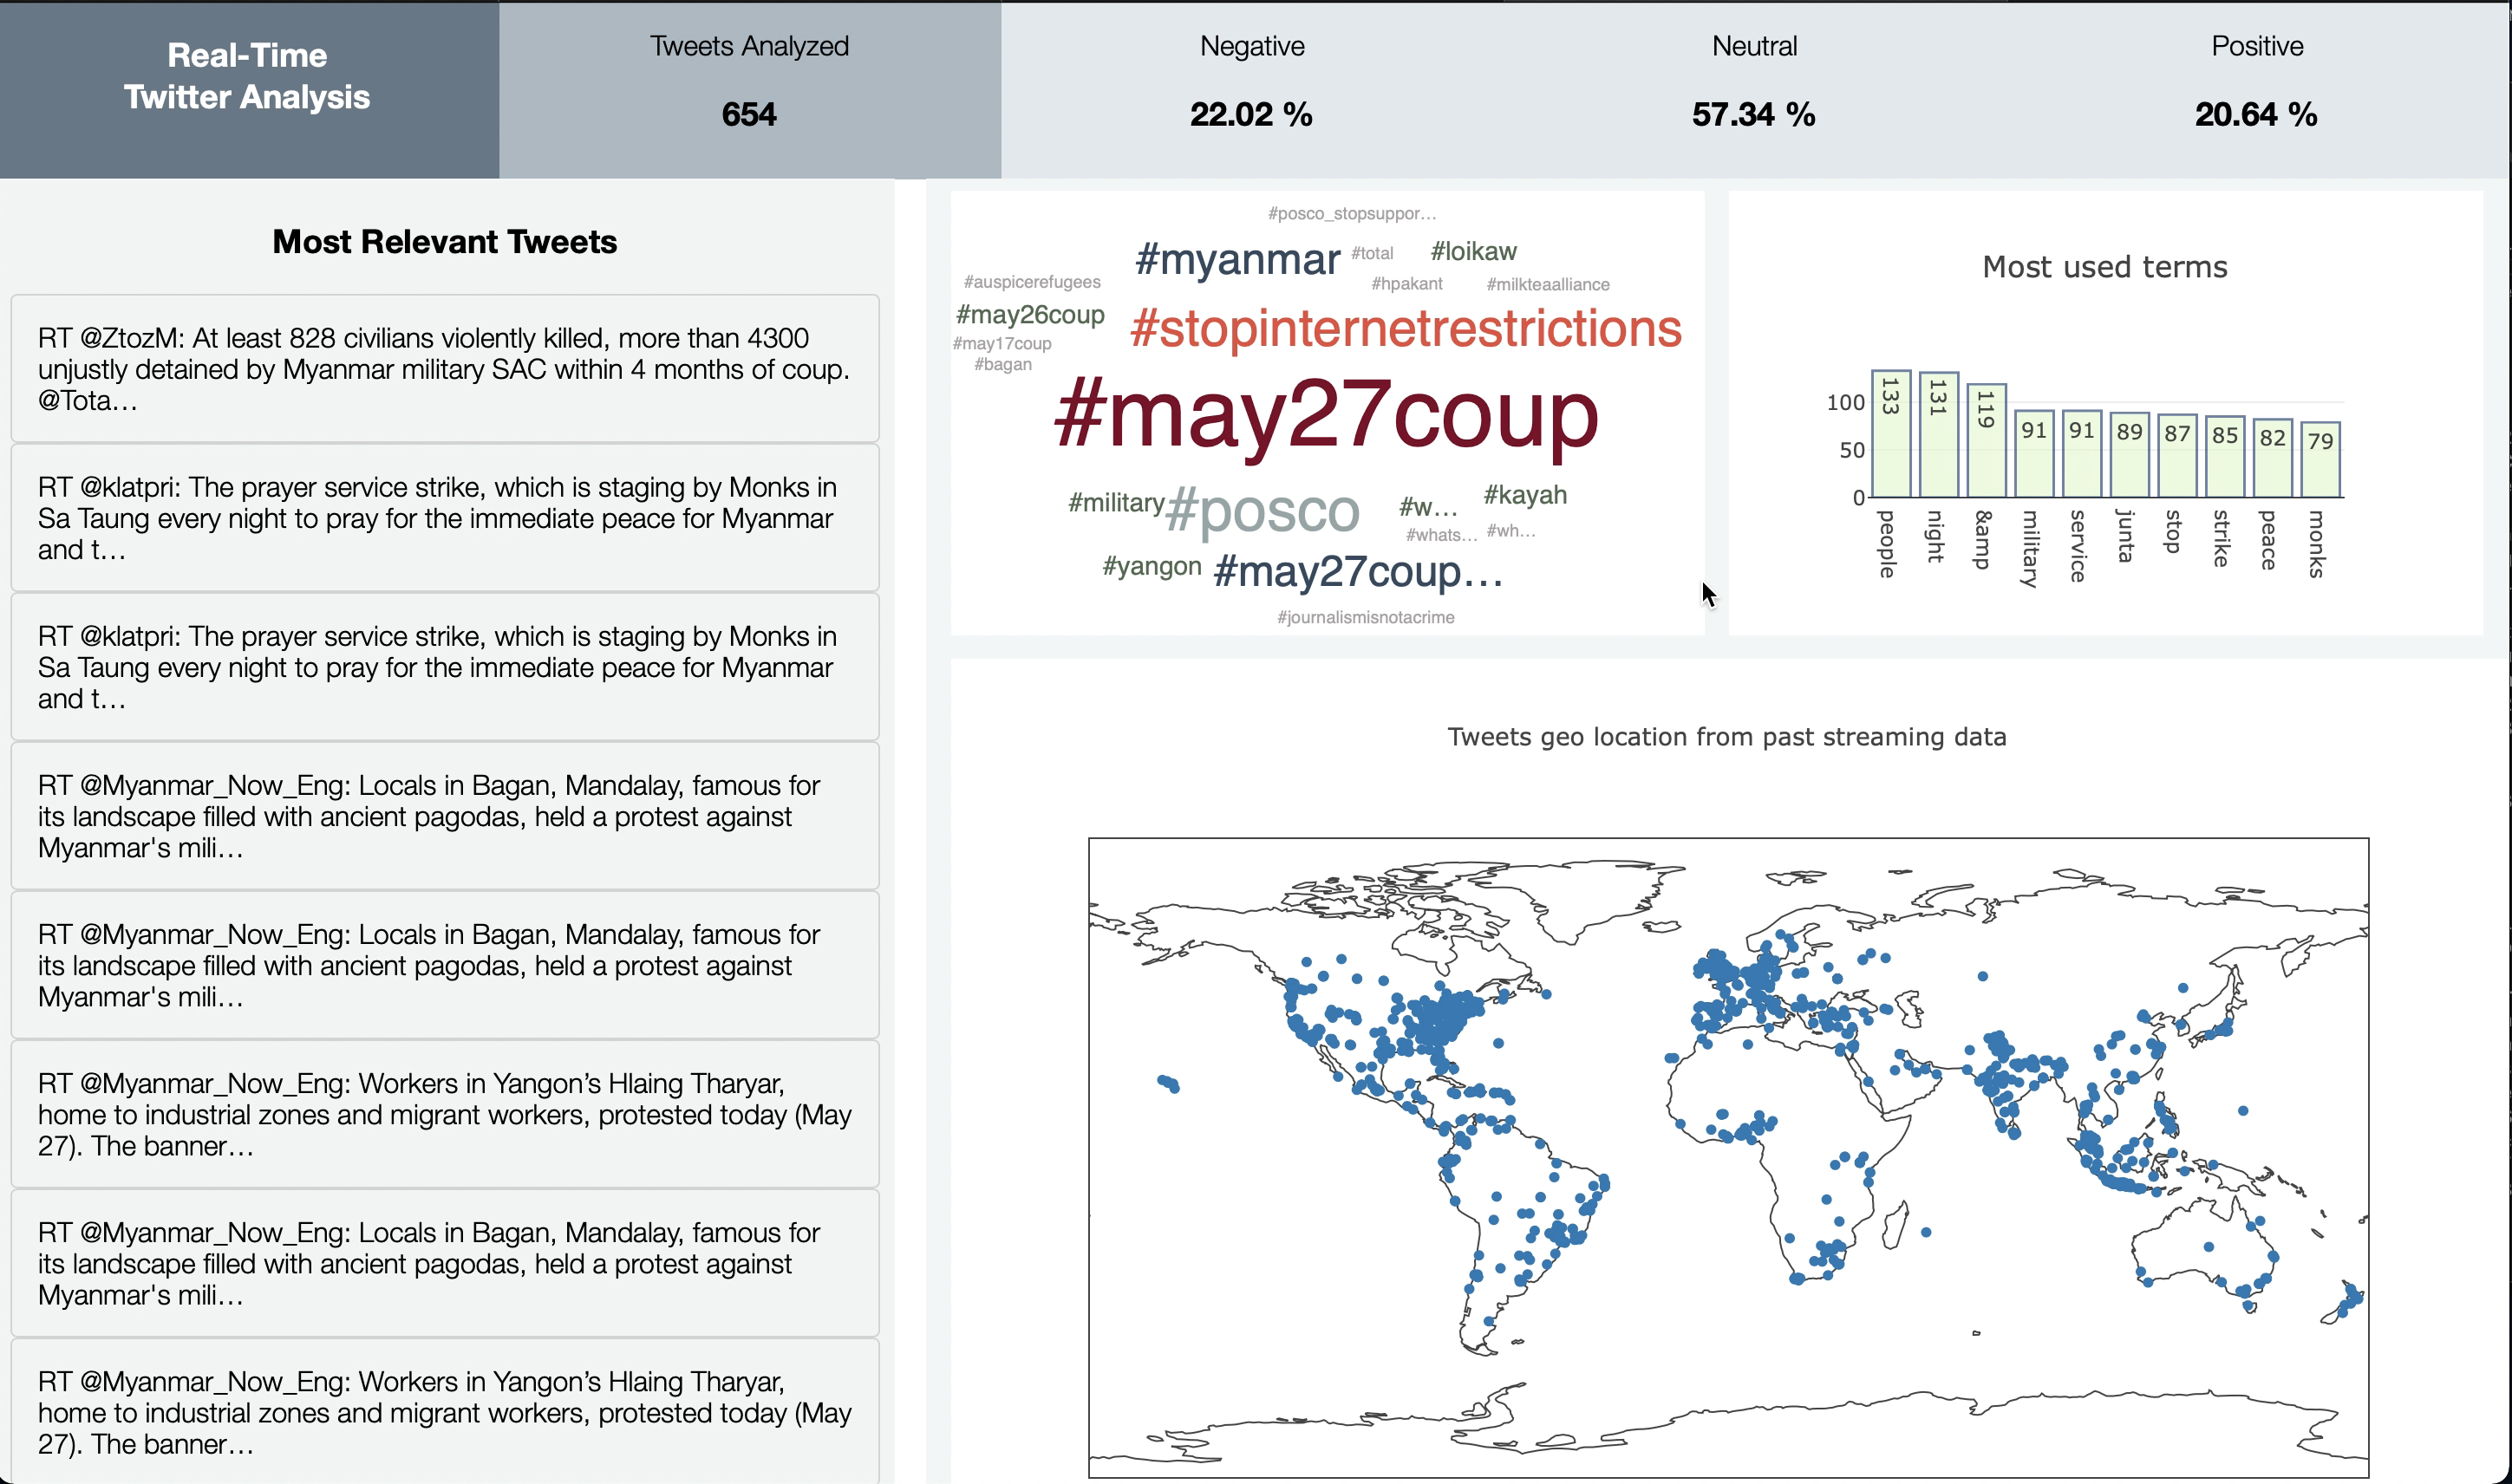 Real-Time
Twitter Analysis
Tweets Analyzed
654
Negative
22.02 %
Neutral
57.34 %
Positive
20.64 %
Most Relevant Tweets
RT @ZtozM: At least 828 civilians violently killed, more than 4300
unjustly detained by Myanmar military SAC within 4 months of coup.
@Tota…
RT @klatpri: The prayer service strike, which is staging by Monks in
Sa Taung every night to pray for the immediate peace for Myanmar
and t…
RT @klatpri: The prayer service strike, which is staging by Monks in
Sa Taung every night to pray for the immediate peace for Myanmar
and t…
RT @Myanmar_Now_Eng: Locals in Bagan, Mandalay, famous for
its landscape filled with ancient pagodas, held a protest against
Myanmar's mili…
RT @Myanmar_Now_Eng: Locals in Bagan, Mandalay, famous for
its landscape filled with ancient pagodas, held a protest against
Myanmar's mili…
RT @Myanmar_Now_Eng: Workers in Yangon’s Hlaing Tharyar,
home to industrial zones and migrant workers, protested today (May
27). The banner…
RT @Myanmar_Now_Eng: Locals in Bagan, Mandalay, famous for
its landscape filled with ancient pagodas, held a protest against
Myanmar's mili…
RT @Myanmar_Now_Eng: Workers in Yangon’s Hlaing Tharyar,
home to industrial zones and migrant workers, protested today (May
27). The banner…
#posco_stopsuppor…
#myanmar #total #loikaw
#auspicerefugees #hpakant #milkteaalliance
#may26coup #stopinternetrestrictions
#may17coup
#bagan
#may27coup
#military #posco #w… #kayah
#whats… #wh…
#yangon #may27coup…
#journalismisnotacrime
Most used terms
100
50
0
133
131
119
91
91
89
87
85
82
79
people
night
&amp
military
service
junta
stop
strike
peace
monks
Tweets geo location from past streaming data